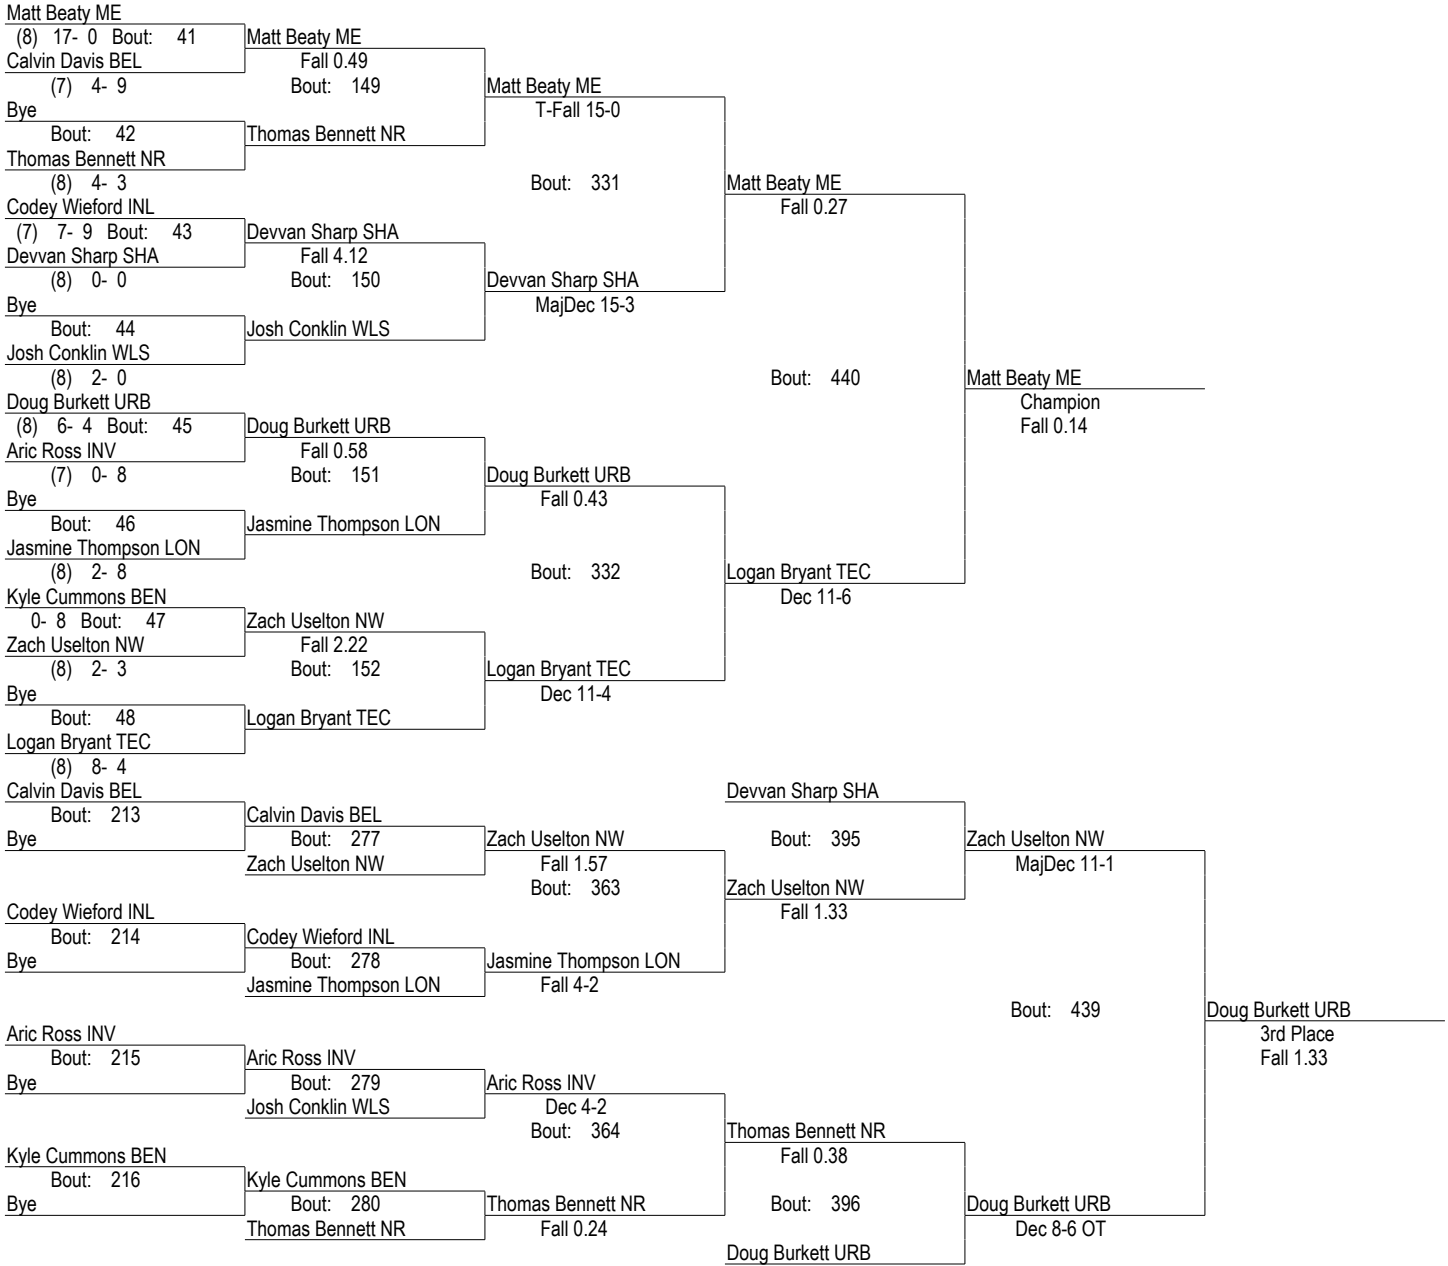 Matt Beaty ME
(8) 17- 0 Bout: 41 Matt Beaty ME
Calvin Davis BEL Fall 0.49
(7) 4- 9 Bout: 149 Matt Beaty ME
Bye T-Fall 15-0
Bout: 42 Thomas Bennett NR
Thomas Bennett NR
(8) 4- 3 Bout: 331 Matt Beaty ME
Codey Wieford INL Fall 0.27
(7) 7- 9 Bout: 43 Devvan Sharp SHA
Devvan Sharp SHA Fall 4.12
(8) 0- 0 Bout: 150 Devvan Sharp SHA
Bye MajDec 15-3
Bout: 44 Josh Conklin WLS
Josh Conklin WLS
(8) 2- 0 Bout: 440 Matt Beaty ME
Doug Burkett URB Champion
(8) 6- 4 Bout: 45 Doug Burkett URB Fall 0.14
Aric Ross INV Fall 0.58
(7) 0- 8 Bout: 151 Doug Burkett URB
Bye Fall 0.43
Bout: 46 Jasmine Thompson LON
Jasmine Thompson LON
(8) 2- 8 Bout: 332 Logan Bryant TEC
Kyle Cummons BEN Dec 11-6
0- 8 Bout: 47 Zach Uselton NW
Zach Uselton NW Fall 2.22
(8) 2- 3 Bout: 152 Logan Bryant TEC
Bye Dec 11-4
Bout: 48 Logan Bryant TEC
Logan Bryant TEC
(8) 8- 4
Calvin Davis BEL Devvan Sharp SHA
Bout: 213 Calvin Davis BEL
Bye Bout: 277 Zach Uselton NW Bout: 395 Zach Uselton NW
Zach Uselton NW Fall 1.57 MajDec 11-1
Bout: 363 Zach Uselton NW
Codey Wieford INL Fall 1.33
Bout: 214 Codey Wieford INL
Bye Bout: 278 Jasmine Thompson LON
Jasmine Thompson LON Fall 4-2
Bout: 439 Doug Burkett URB
Aric Ross INV 3rd Place
Bout: 215 Aric Ross INV Fall 1.33
Bye Bout: 279 Aric Ross INV
Josh Conklin WLS Dec 4-2
Bout: 364 Thomas Bennett NR
Kyle Cummons BEN Fall 0.38
Bout: 216 Kyle Cummons BEN
Bye Bout: 280 Thomas Bennett NR Bout: 396 Doug Burkett URB
Thomas Bennett NR Fall 0.24 Dec 8-6 OT
Doug Burkett URB